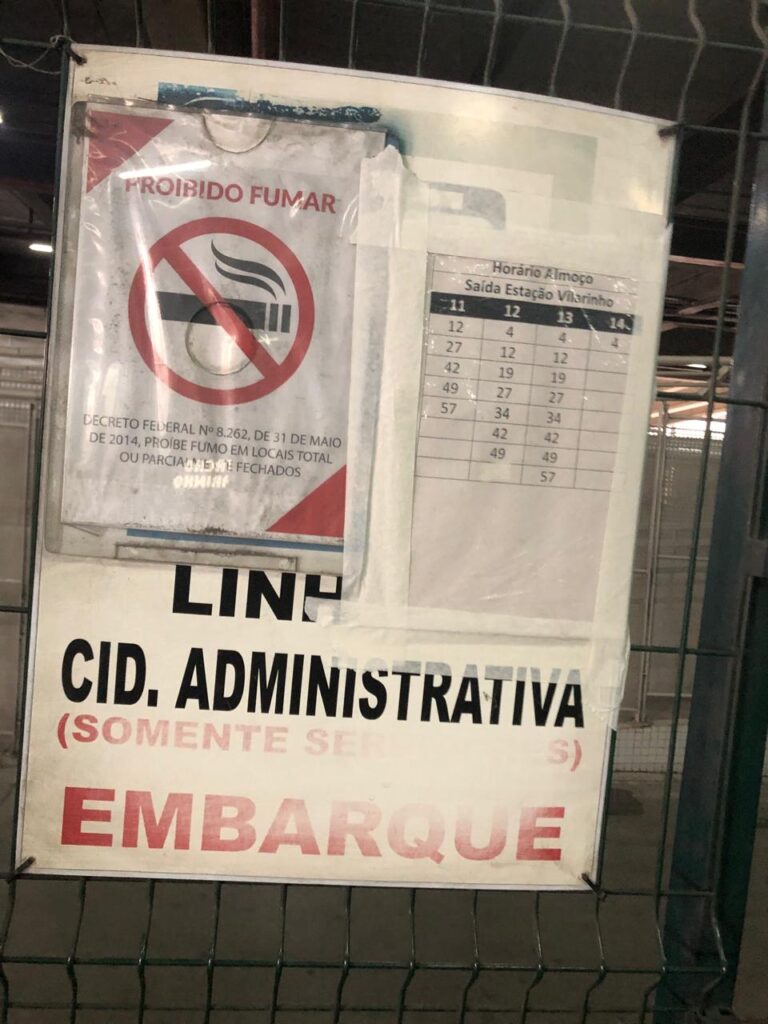 PROIBIDO FUMAR
DECRETO FEDERAL Nº 8.262, DE 31 DE MAIO
DE 2014, PROÍBE FUMO EM LOCAIS TOTAL
OU PARCIALMENTE FECHADOS
Horário Almoço
Saída Estação Vilarinho
11 12 13 14
12 4 4 4
27 12 12
42 19 19
49 27 27
57 34 34
42 42
49 49
57
CID. ADMINISTRATIVA
(SOMENTE
EMBARQUE